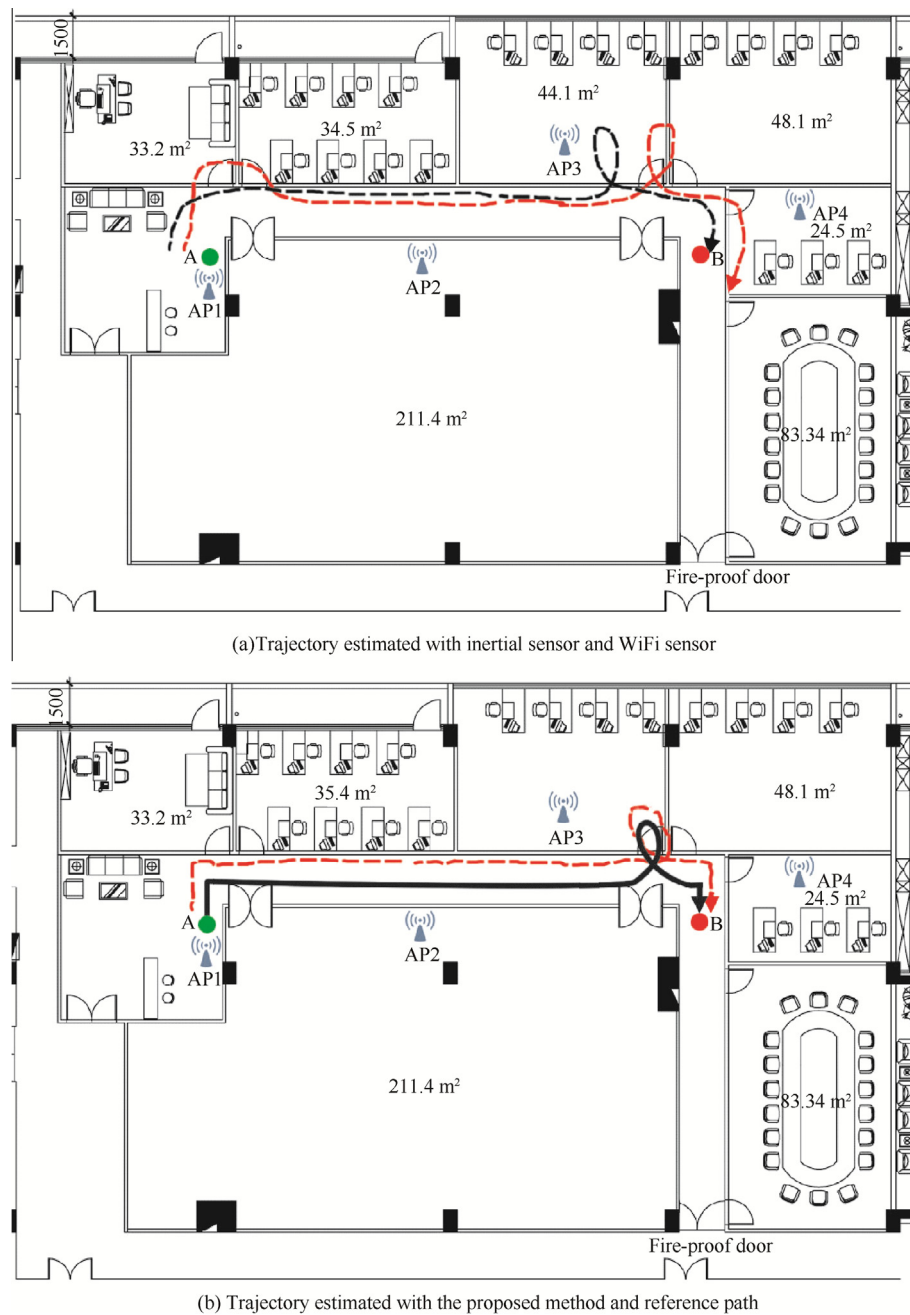 1500
44.1 m²
48.1 m²
34.5 m²
33.2 m²
AP3
AP4
24.5 m²
A
B
AP1
AP2
211.4 m²
83.34 m²
Fire-proof door
(a)Trajectory estimated with inertial sensor and WiFi sensor
1500
35.4 m²
48.1 m²
33.2 m²
AP3
AP4
24.5 m²
A
B
AP1
AP2
211.4 m²
83.34 m²
Fire-proof door
(b) Trajectory estimated with the proposed method and reference path